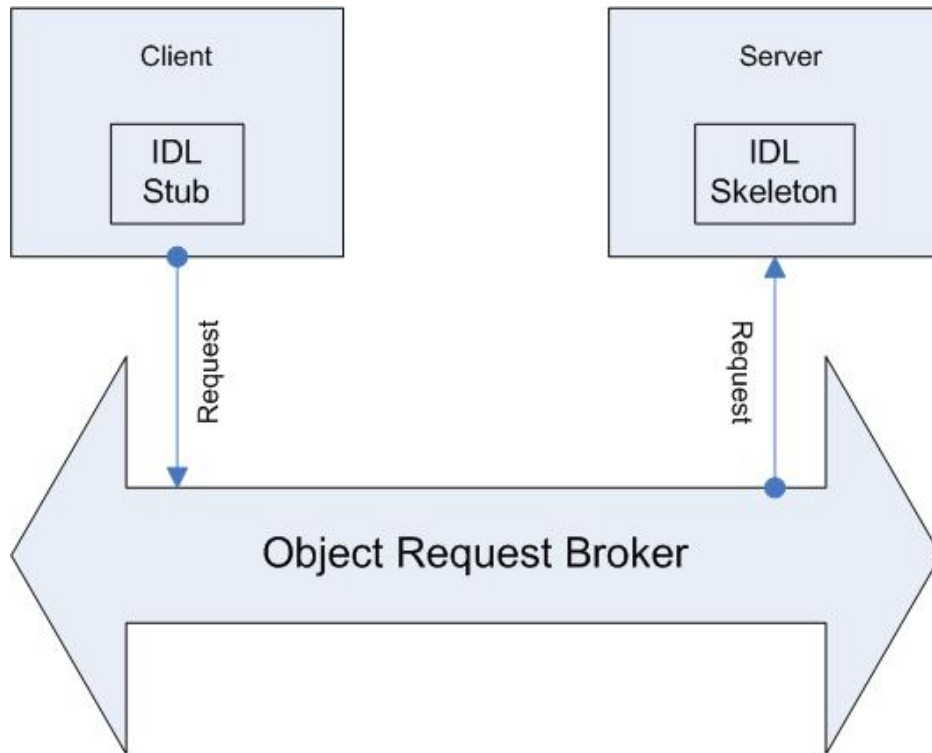 Client
IDL
Stub
Server
IDL
Skeleton
Request
Request
Object Request Broker